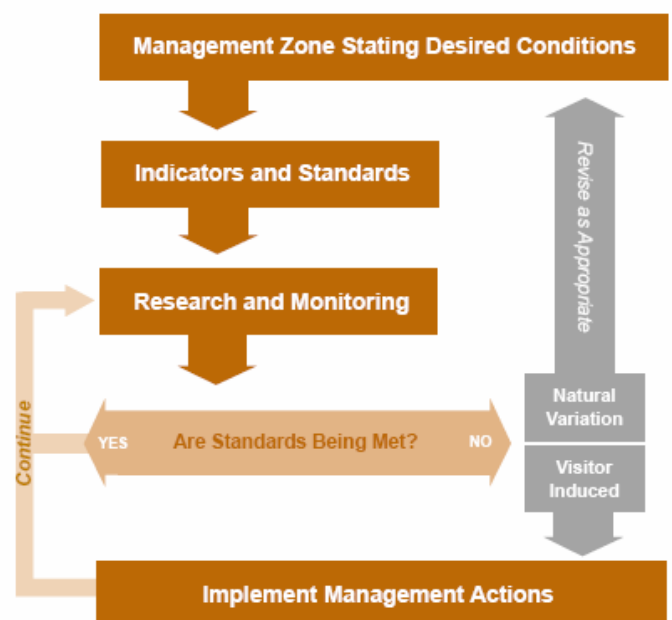 Management Zone Stating Desired Conditions
Indicators and Standards
Revise as Appropriate
Research and Monitoring
Natural
Variation
Continue
YES
Are Standards Being Met?
NO
Visitor
Induced
Implement Management Actions